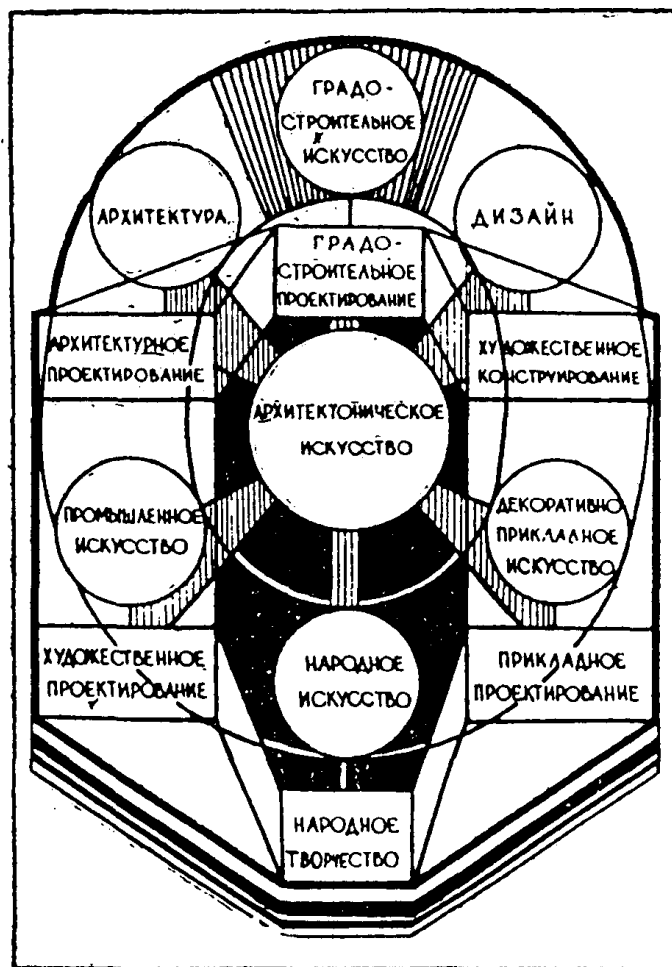 ГРАДО-
СТРОИТЕЛЬНОЕ
ИСКУССТВО
АРХИТЕКТУРА
ДИЗАЙН
ГРАДО-
СТРОИТЕЛЬНОЕ
ПРОЕКТИРОВАНИЕ
АРХИТЕКТУРНОЕ
ПРОЕКТИРОВАНИЕ
ХУДОЖЕСТВЕННОЕ
КОНСТРУИРОВАНИЕ
АРХИТЕКТОНИЧЕСКОЕ
ИСКУССТВО
ПРОМЫШЛЕННОЕ
ИСКУССТВО
ДЕКОРАТИВНО
ПРИКЛАДНОЕ
ИСКУССТВО
ХУДОЖЕСТВЕННОЕ
ПРОЕКТИРОВАНИЕ
НАРОДНОЕ
ИСКУССТВО
ПРИКЛАДНОЕ
ПРОЕКТИРОВАНИЕ
НАРОДНОЕ
ТВОРЧЕСТВО